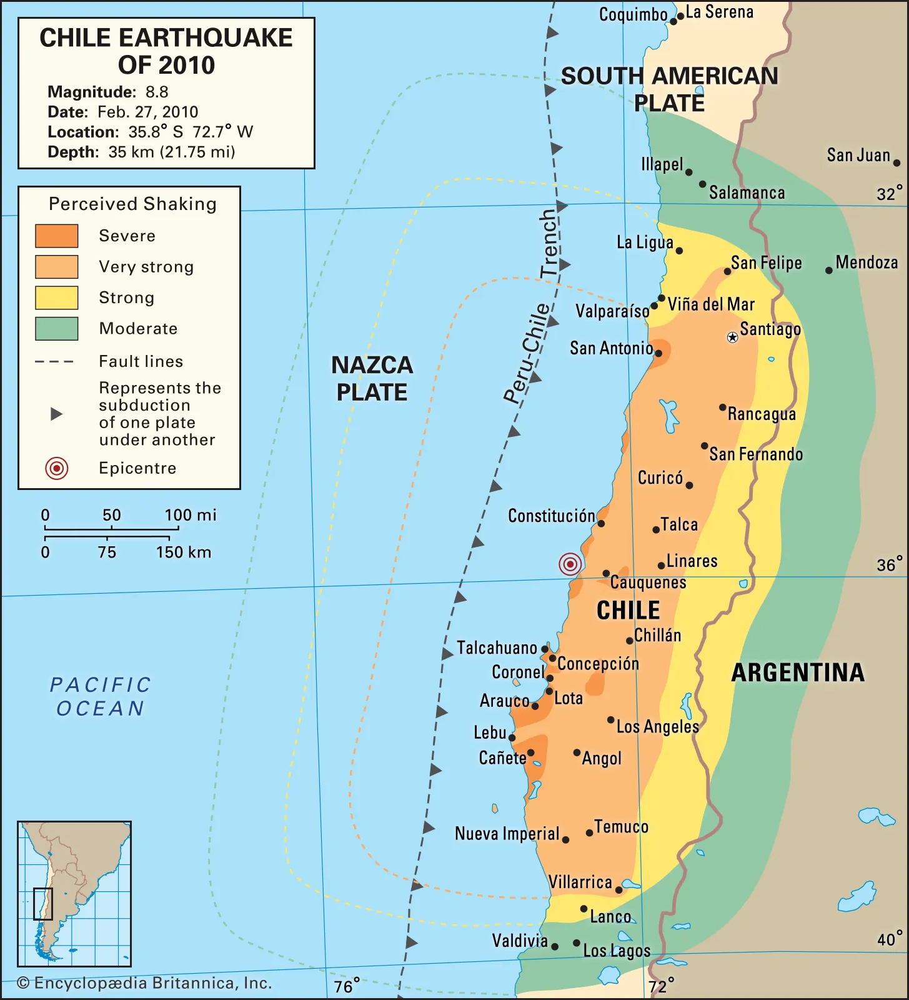 CHILE EARTHQUAKE
OF 2010
Magnitude: 8.8
Date: Feb. 27, 2010
Location: 35.8° S 72.7° W
Depth: 35 km (21.75 mi)
Perceived Shaking
Severe
Very strong
Strong
Moderate
Fault lines
Represents the
subduction
of one plate
under another
Epicentre
0 50 100 mi
0 75 150 km
Coquimbo
La Serena
SOUTH AMERICAN
PLATE
San Juan
Illapel
Salamanca
32°
La Ligua
San Felipe
Mendoza
Peru-Chile Trench
Valparaíso
Viña del Mar
Santiago
San Antonio
NAZCA
PLATE
Rancagua
San Fernando
Curicó
Constitución
Talca
Linares
36°
Cauquenes
CHILE
Chillán
Talcahuano
Concepción
Coronel
ARGENTINA
PACIFIC
OCEAN
Lota
Arauco
Los Angeles
Lebu
Cañete
Angol
Temuco
Nueva Imperial
Villarrica
Lanco
Valdivia
Los Lagos
40°
76°
72°
© Encyclopædia Britannica, Inc.